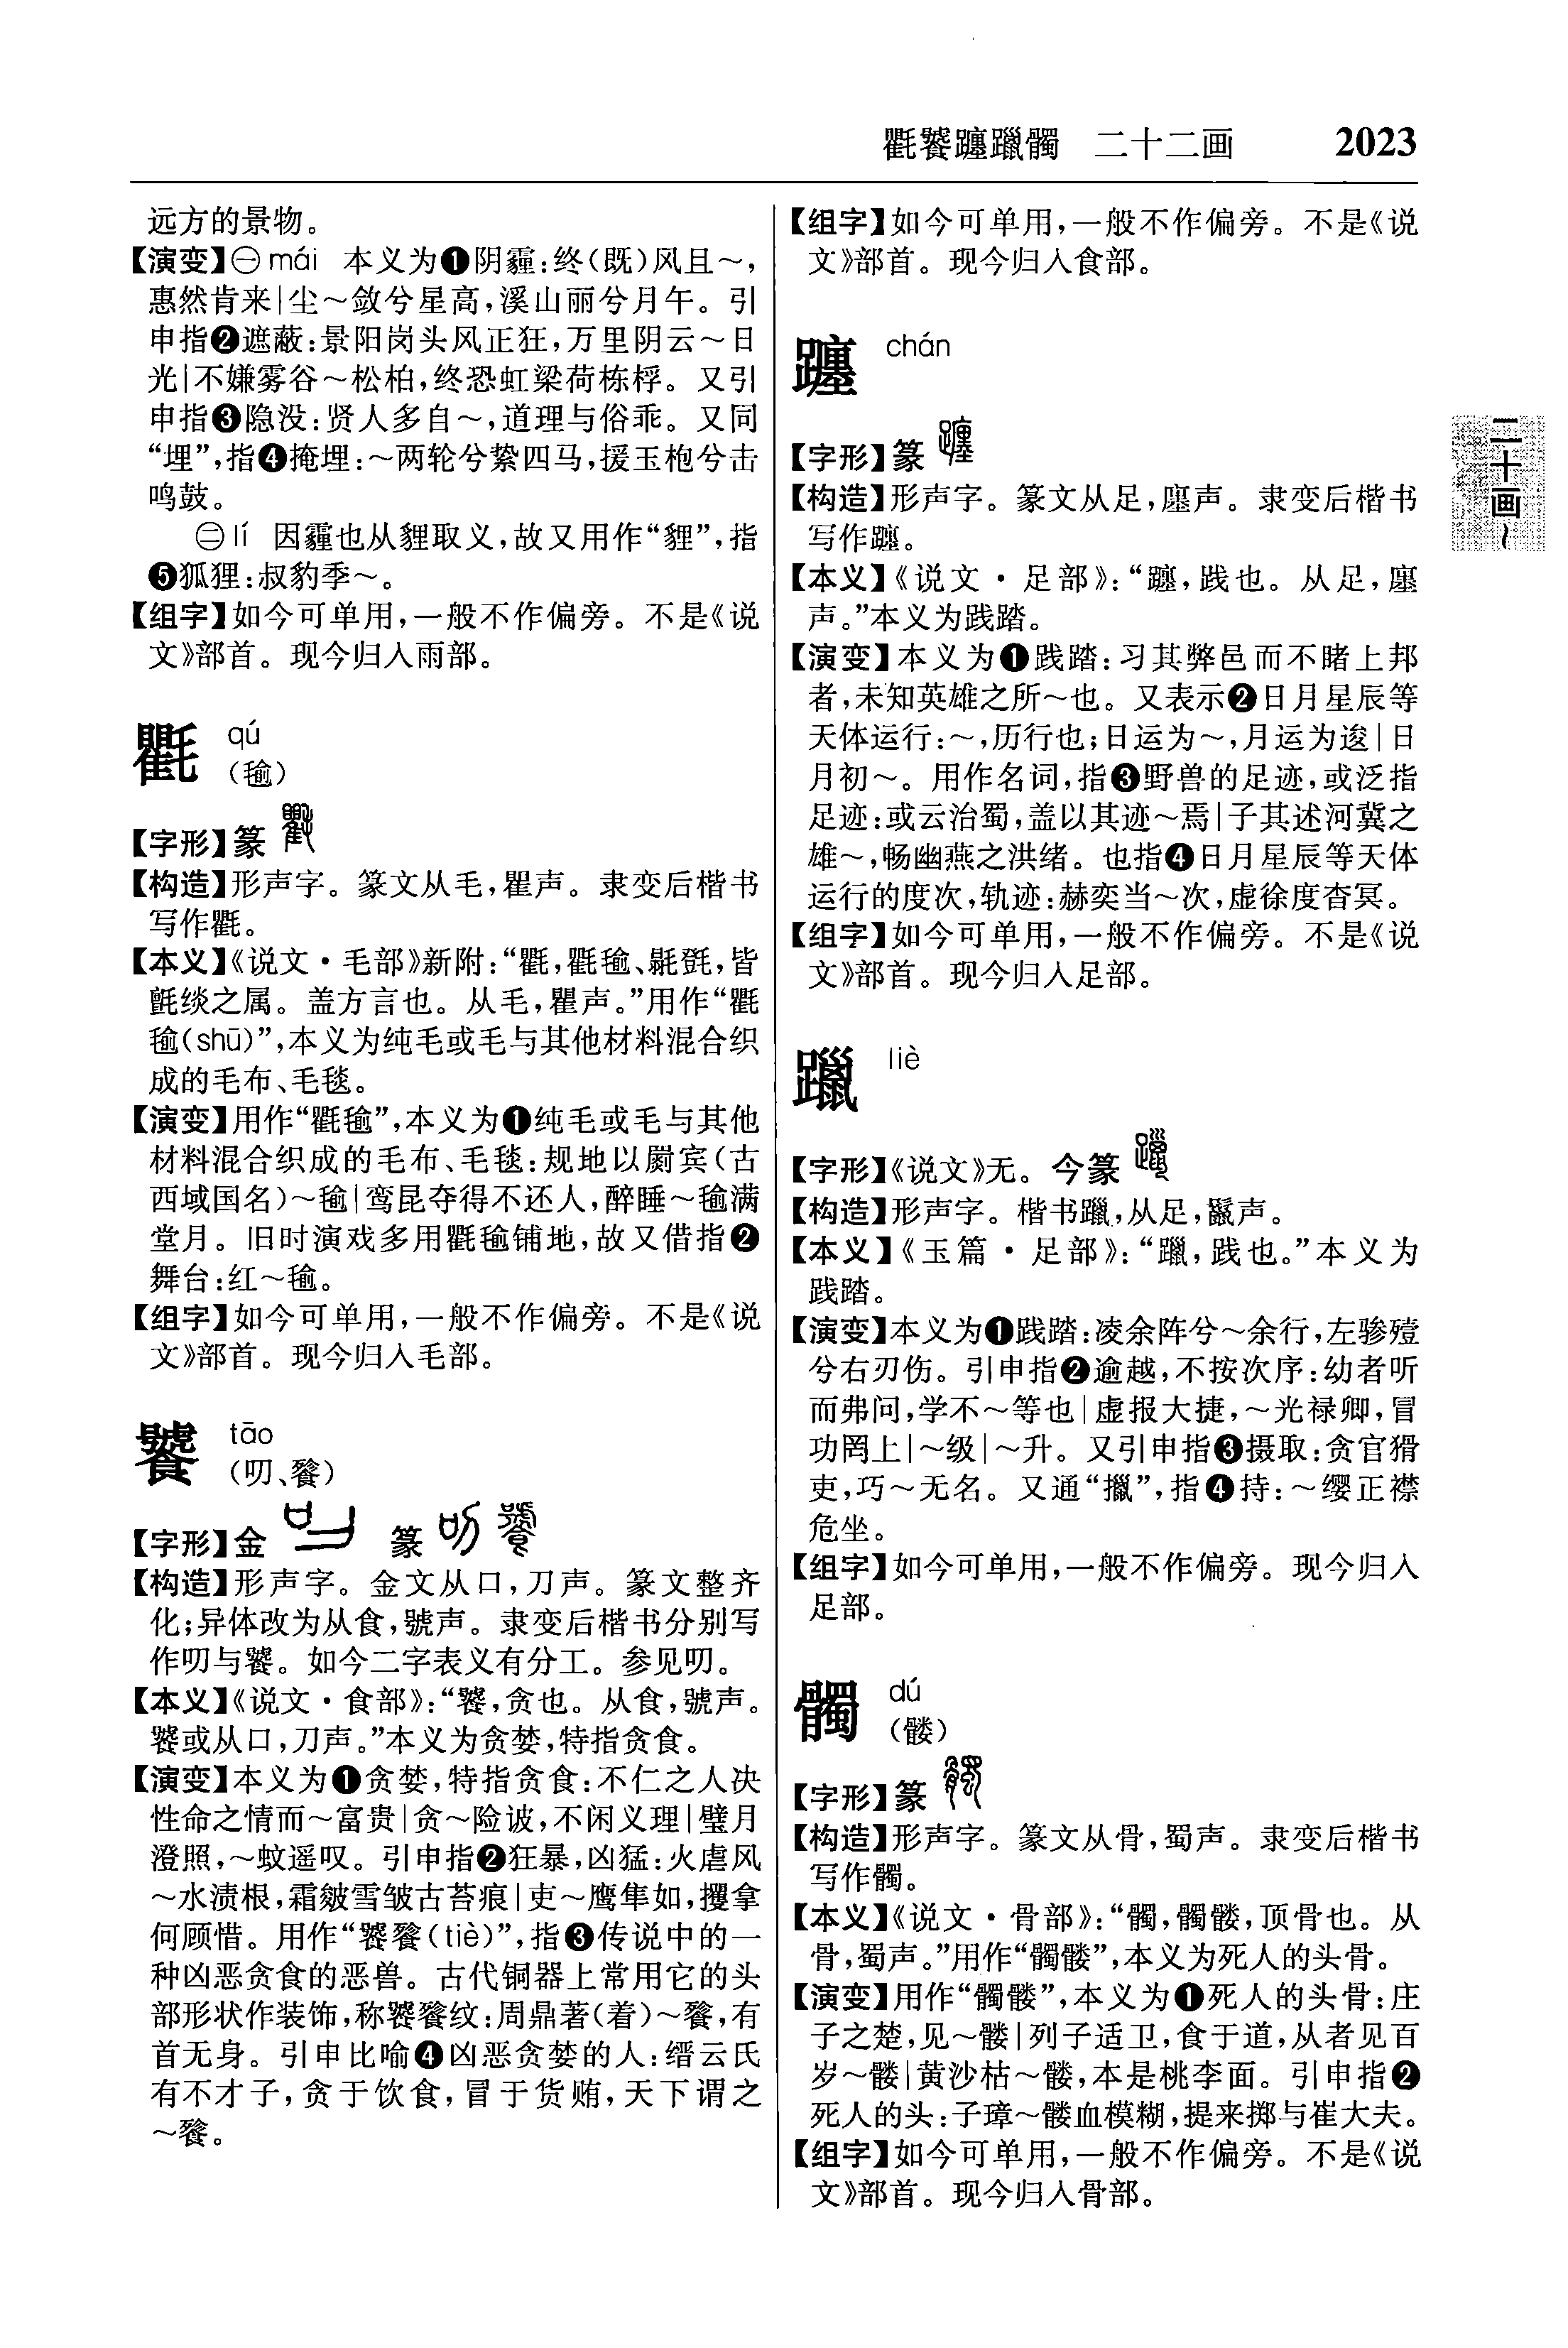 氍饕躔躐髑 二十二画 2023
远方的景物。
【演变】㊀mái 本义为❶阴霾:终(既)风且～,
惠然肯来|尘～敛兮星高,溪山丽兮月午。引
申指❷遮蔽:景阳岗头风正狂,万里阴云～日
光|不嫌雾谷～松柏,终恐虹梁荷栋桴。又引
申指❸隐没:贤人多自～,道理与俗乖。又同
“埋”,指❹掩埋:～两轮兮絷四马,援玉枹兮击
鸣鼓。
㊁lí 因霾也从貍取义,故又用作“貍”,指
❺狐狸:叔豹季～。
【组字】如今可单用,一般不作偏旁。不是《说
文》部首。现今归入雨部。
氍 qú
(毹)
【字形】篆
【构造】形声字。篆文从毛,瞿声。隶变后楷书
写作氍。
【本义】《说文·毛部》新附:“氍,氍毹、毾㲪,皆
毡緂之属。盖方言也。从毛,瞿声。”用作“氍
毹(shū)”,本义为纯毛或毛与其他材料混合织
成的毛布、毛毯。
【演变】用作“氍毹”,本义为❶纯毛或毛与其他
材料混合织成的毛布、毛毯:规地以罽宾(古
西域国名)～毹|鸾昆夺得不还人,醉睡～毹满
堂月。旧时演戏多用氍毹铺地,故又借指❷
舞台:红～毹。
【组字】如今可单用,一般不作偏旁。不是《说
文》部首。现今归入毛部。
饕 tāo
(叨、飻)
【字形】金 篆
【构造】形声字。金文从口,刀声。篆文整齐
化;异体改为从食,號声。隶变后楷书分别写
作叨与饕。如今二字表义有分工。参见叨。
【本义】《说文·食部》:“饕,贪也。从食,號声。
饕或从口,刀声。”本义为贪婪,特指贪食。
【演变】本义为❶贪婪,特指贪食:不仁之人决
性命之情而～富贵|贪～险诐,不闲义理|璧月
澄照,～蚊遥叹。引申指❷狂暴,凶猛:火虐风
～水渍根,霜皴雪皱古苔痕|吏～鹰隼如,攫拿
何顾惜。用作“饕餮(tiè)”,指❸传说中的一
种凶恶贪食的恶兽。古代铜器上常用它的头
部形状作装饰,称饕餮纹:周鼎著(着)～餮,有
首无身。引申比喻❹凶恶贪婪的人:缙云氏
有不才子,贪于饮食,冒于货贿,天下谓之
～餮。
【组字】如今可单用,一般不作偏旁。不是《说
文》部首。现今归入食部。
躔 chán
【字形】篆
【构造】形声字。篆文从足,廛声。隶变后楷书
写作躔。
【本义】《说文·足部》:“躔,践也。从足,廛
声。”本义为践踏。
【演变】本义为❶践踏:习其弊邑而不睹上邦
者,未知英雄之所～也。又表示❷日月星辰等
天体运行:～,历行也;日运为～,月运为逡|日
月初～。用作名词,指❸野兽的足迹,或泛指
足迹:或云治蜀,盖以其迹～焉|子其述河冀之
雄～,畅幽燕之洪绪。也指❹日月星辰等天体
运行的度次,轨迹:赫奕当～次,虚徐度杳冥。
【组字】如今可单用,一般不作偏旁。不是《说
文》部首。现今归入足部。
躐 liè
【字形】《说文》无。今篆
【构造】形声字。楷书躐,从足,鬣声。
【本义】《玉篇·足部》:“躐,践也。”本义为
践踏。
【演变】本义为❶践踏:凌余阵兮～余行,左骖殪
兮右刃伤。引申指❷逾越,不按次序:幼者听
而弗问,学不～等也|虚报大捷,～光禄卿,冒
功罔上|～级|～升。又引申指❸摄取:贪官猾
吏,巧～无名。又通“擸”,指❹持:～缨正襟
危坐。
【组字】如今可单用,一般不作偏旁。现今归入
足部。
髑 dú
(髅)
【字形】篆
【构造】形声字。篆文从骨,蜀声。隶变后楷书
写作髑。
【本义】《说文·骨部》:“髑,髑髅,顶骨也。从
骨,蜀声。”用作“髑髅”,本义为死人的头骨。
【演变】用作“髑髅”,本义为❶死人的头骨:庄
子之楚,见～髅|列子适卫,食于道,从者见百
岁～髅|黄沙枯～髅,本是桃李面。引申指❷
死人的头:子璋～髅血模糊,提来掷与崔大夫。
【组字】如今可单用,一般不作偏旁。不是《说
文》部首。现今归入骨部。
二十画～